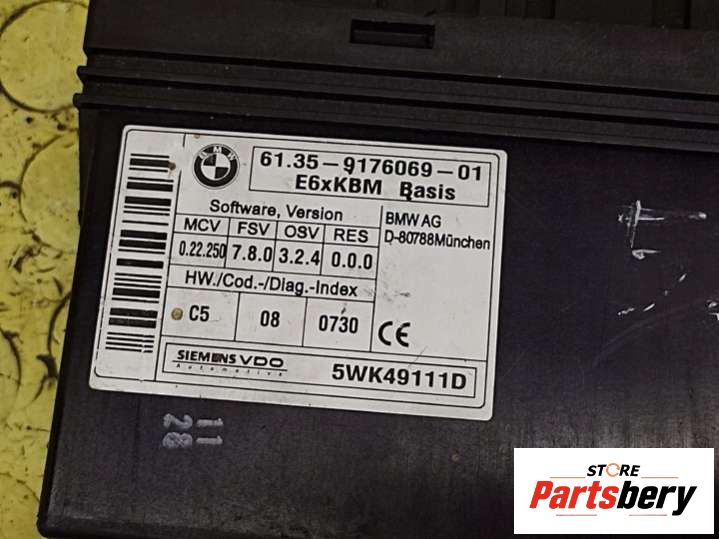 BMW
61.35-9176069-01
E6xKBM Basis
Software, Version
MCV FSV OSV RES
0.22.250 7.8.0 3.2.4 0.0.0
HW./Cod.-/Diag.-Index
C5 08 0730
BMW AG
D-80788München
CE
SIEMENS VDO
Automotive
5WK49111D
11
28
STORE
Partsbery